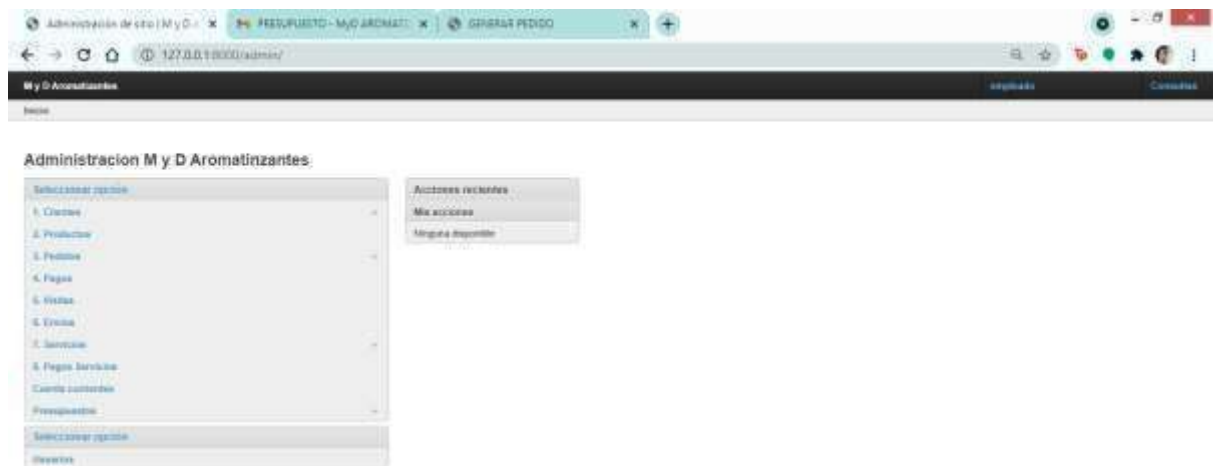 Administración de sitio | M y D
PRESUPUESTO - MyD AROMATI
GENERAR PEDIDO
127.0.0.1:8000/admin/
M y D Aromatizantes
empleado
Consultas
Inicio
Administracion M y D Aromatinzantes
Seleccionar opción
1. Clientes
2. Productos
3. Pedidos
4. Pagos
5. Visitas
6. Envios
7. Servicios
8. Pagos Servicios
Cuenta corrientes
Presupuestos
Seleccionar opción
Usuarios
Acciones recientes
Mis acciones
Ninguna disponible